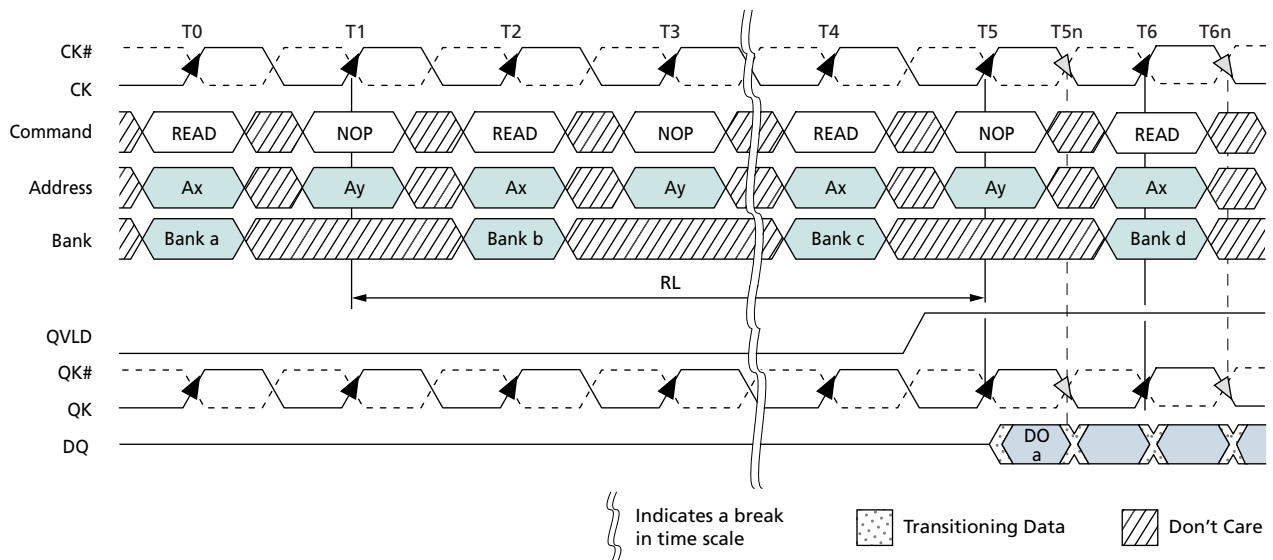 T0 T1 T2 T3 T4 T5 T5n T6 T6n
CK#
CK
Command READ NOP READ NOP READ NOP READ
Address Ax Ay Ax Ay Ax Ay Ax
Bank Bank a Bank b Bank c Bank d
RL
QVLD
QK#
QK
DQ DO
a
Indicates a break
in time scale
Transitioning Data
Don't Care